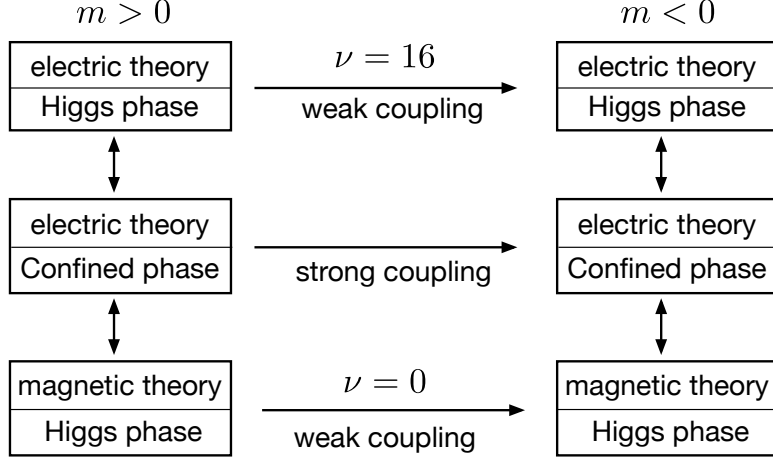 m > 0
m < 0
electric theory
Higgs phase
ν = 16
weak coupling
electric theory
Higgs phase
electric theory
Confined phase
strong coupling
electric theory
Confined phase
magnetic theory
Higgs phase
ν = 0
weak coupling
magnetic theory
Higgs phase